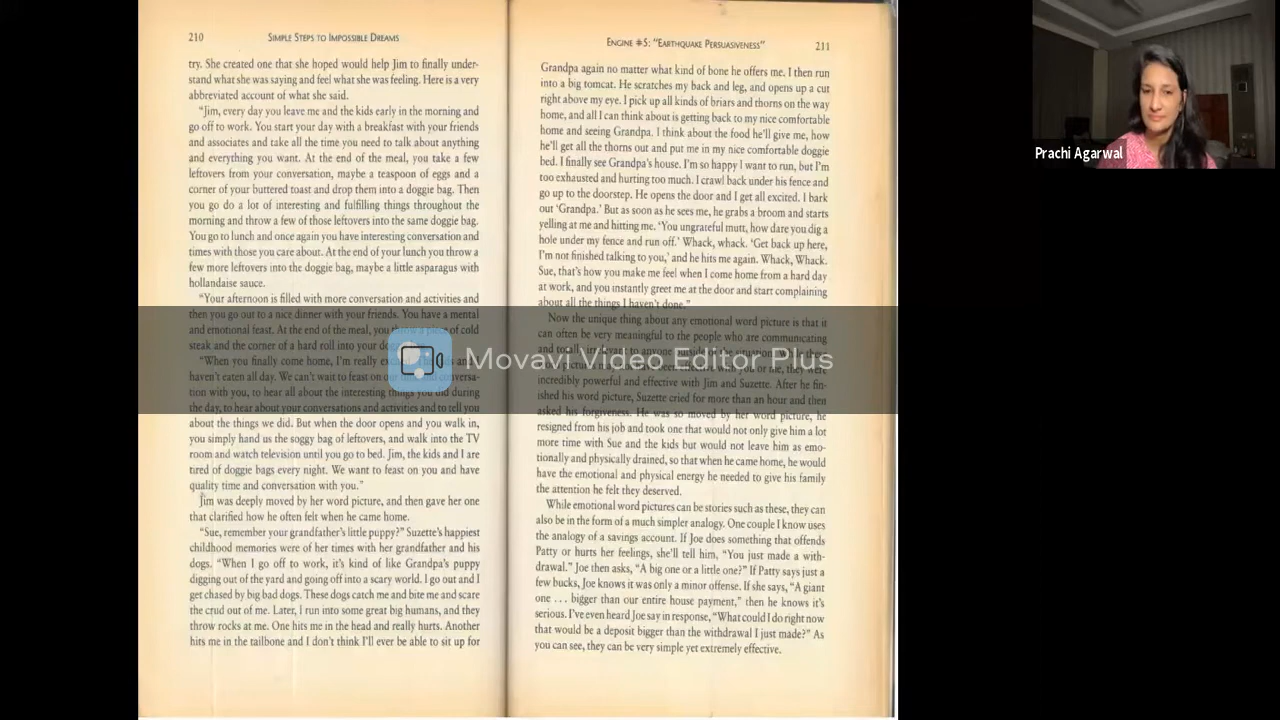 210
SIMPLE STEPS TO IMPOSSIBLE DREAMS
try. She created one that she hoped would help Jim to finally under-
stand what she was saying and feel what she was feeling. Here is a very
abbreviated account of what she said.
"Jim, every day you leave me and the kids early in the morning and
go off to work. You start your day with a breakfast with your friends
and associates and take all the time you need to talk about anything
and everything you want. At the end of the meal, you take a few
leftovers from your conversation, maybe a teaspoon of eggs and a
corner of your buttered toast and drop them into a doggie bag. Then
you go do a lot of interesting and fulfilling things throughout the
morning and throw a few of those leftovers into the same doggie bag.
You go to lunch and once again you have interesting conversation and
times with those you care about. At the end of your lunch you throw a
few more leftovers into the doggie bag, maybe a little asparagus with
hollandaise sauce.
"Your afternoon is filled with more conversation and activities and
then you go out to a nice dinner with your friends. You have a mental
and emotional feast. At the end of the meal, you throw a piece of cold
steak and the corner of a hard roll into your
"When you finally come home, I'm really
haven't eaten all day. We can't wait to feast on
tion with you, to hear all about the interesting things you did during
the day, to hear about your conversations and activities and to tell you
about the things we did. But when the door opens and you walk in,
you simply hand us the soggy bag of leftovers, and walk into the TV
room and watch television until you go to bed. Jim, the kids and I are
tired of doggie bags every night. We want to feast on you and have
quality time and conversation with you."
Jim was deeply moved by her word picture, and then gave her one
that clarified how he often felt when he came home.
"Sue, remember your grandfather's little puppy?" Suzette's happiest
childhood memories were of her times with her grandfather and his
dogs. "When I go off to work, it's kind of like Grandpa's puppy
digging out of the yard and going off into a scary world. I go out and I
get chased by big bad dogs. These dogs catch me and bite me and scare
the crud out of me. Later, I run into some great big humans, and they
throw rocks at me. One hits me in the head and really hurts. Another
hits me in the tailbone and I don't think I'll ever be able to sit up for
ENGINE #5: "EARTHQUAKE PERSUASIVENESS"
211
Grandpa again no matter what kind of bone he offers me. I then run
into a big tomcat. He scratches my back and leg, and opens up a cut
right above my eye. I pick up all kinds of briars and thorns on the way
home, and all I can think about is getting back to my nice comfortable
home and seeing Grandpa. I think about the food he'll give me, how
he'll get all the thorns out and put me in my nice comfortable doggie
bed. I finally see Grandpa's house. I'm so happy I want to run, but I'm
too exhausted and hurting too much. I crawl back under his fence and
go up to the doorstep. He opens the door and I get all excited. I bark
out 'Grandpa.' But as soon as he sees me, he grabs a broom and starts
yelling at me and hitting me. 'You ungrateful mutt, how dare you dig a
hole under my fence and run off.' Whack, whack. 'Get back up here,
I'm not finished talking to you,' and he hits me again. Whack, Whack.
Sue, that's how you make me feel when I come home from a hard day
at work, and you instantly greet me at the door and start complaining
about all the things I haven't done."
Now the unique thing about any emotional word picture is that it
can often be very meaningful to the people who are communicating
and totally irrelevant to anyone outside of the situation. While these
word pictures may not have been effective with you or me, they were
incredibly powerful and effective with Jim and Suzette. After he fin-
ished his word picture, Suzette cried for more than an hour and then
asked his forgiveness. He was so moved by her word picture, he
resigned from his job and took one that would not only give him a lot
more time with Sue and the kids but would not leave him as emo-
tionally and physically drained, so that when he came home, he would
have the emotional and physical energy he needed to give his family
the attention he felt they deserved.
While emotional word pictures can be stories such as these, they can
also be in the form of a much simpler analogy. One couple I know uses
the analogy of a savings account. If Joe does something that offends
Patty or hurts her feelings, she'll tell him, "You just made a with-
drawal." Joe then asks, "A big one or a little one?" If Patty says just a
few bucks, Joe knows it was only a minor offense. If she says, "A giant
one . . . bigger than our entire house payment," then he knows it's
serious. I've even heard Joe say in response, "What could I do right now
that would be a deposit bigger than the withdrawal I just made?" As
you can see, they can be very simple yet extremely effective.
Movavi Video Editor Plus
Prachi Agarwal